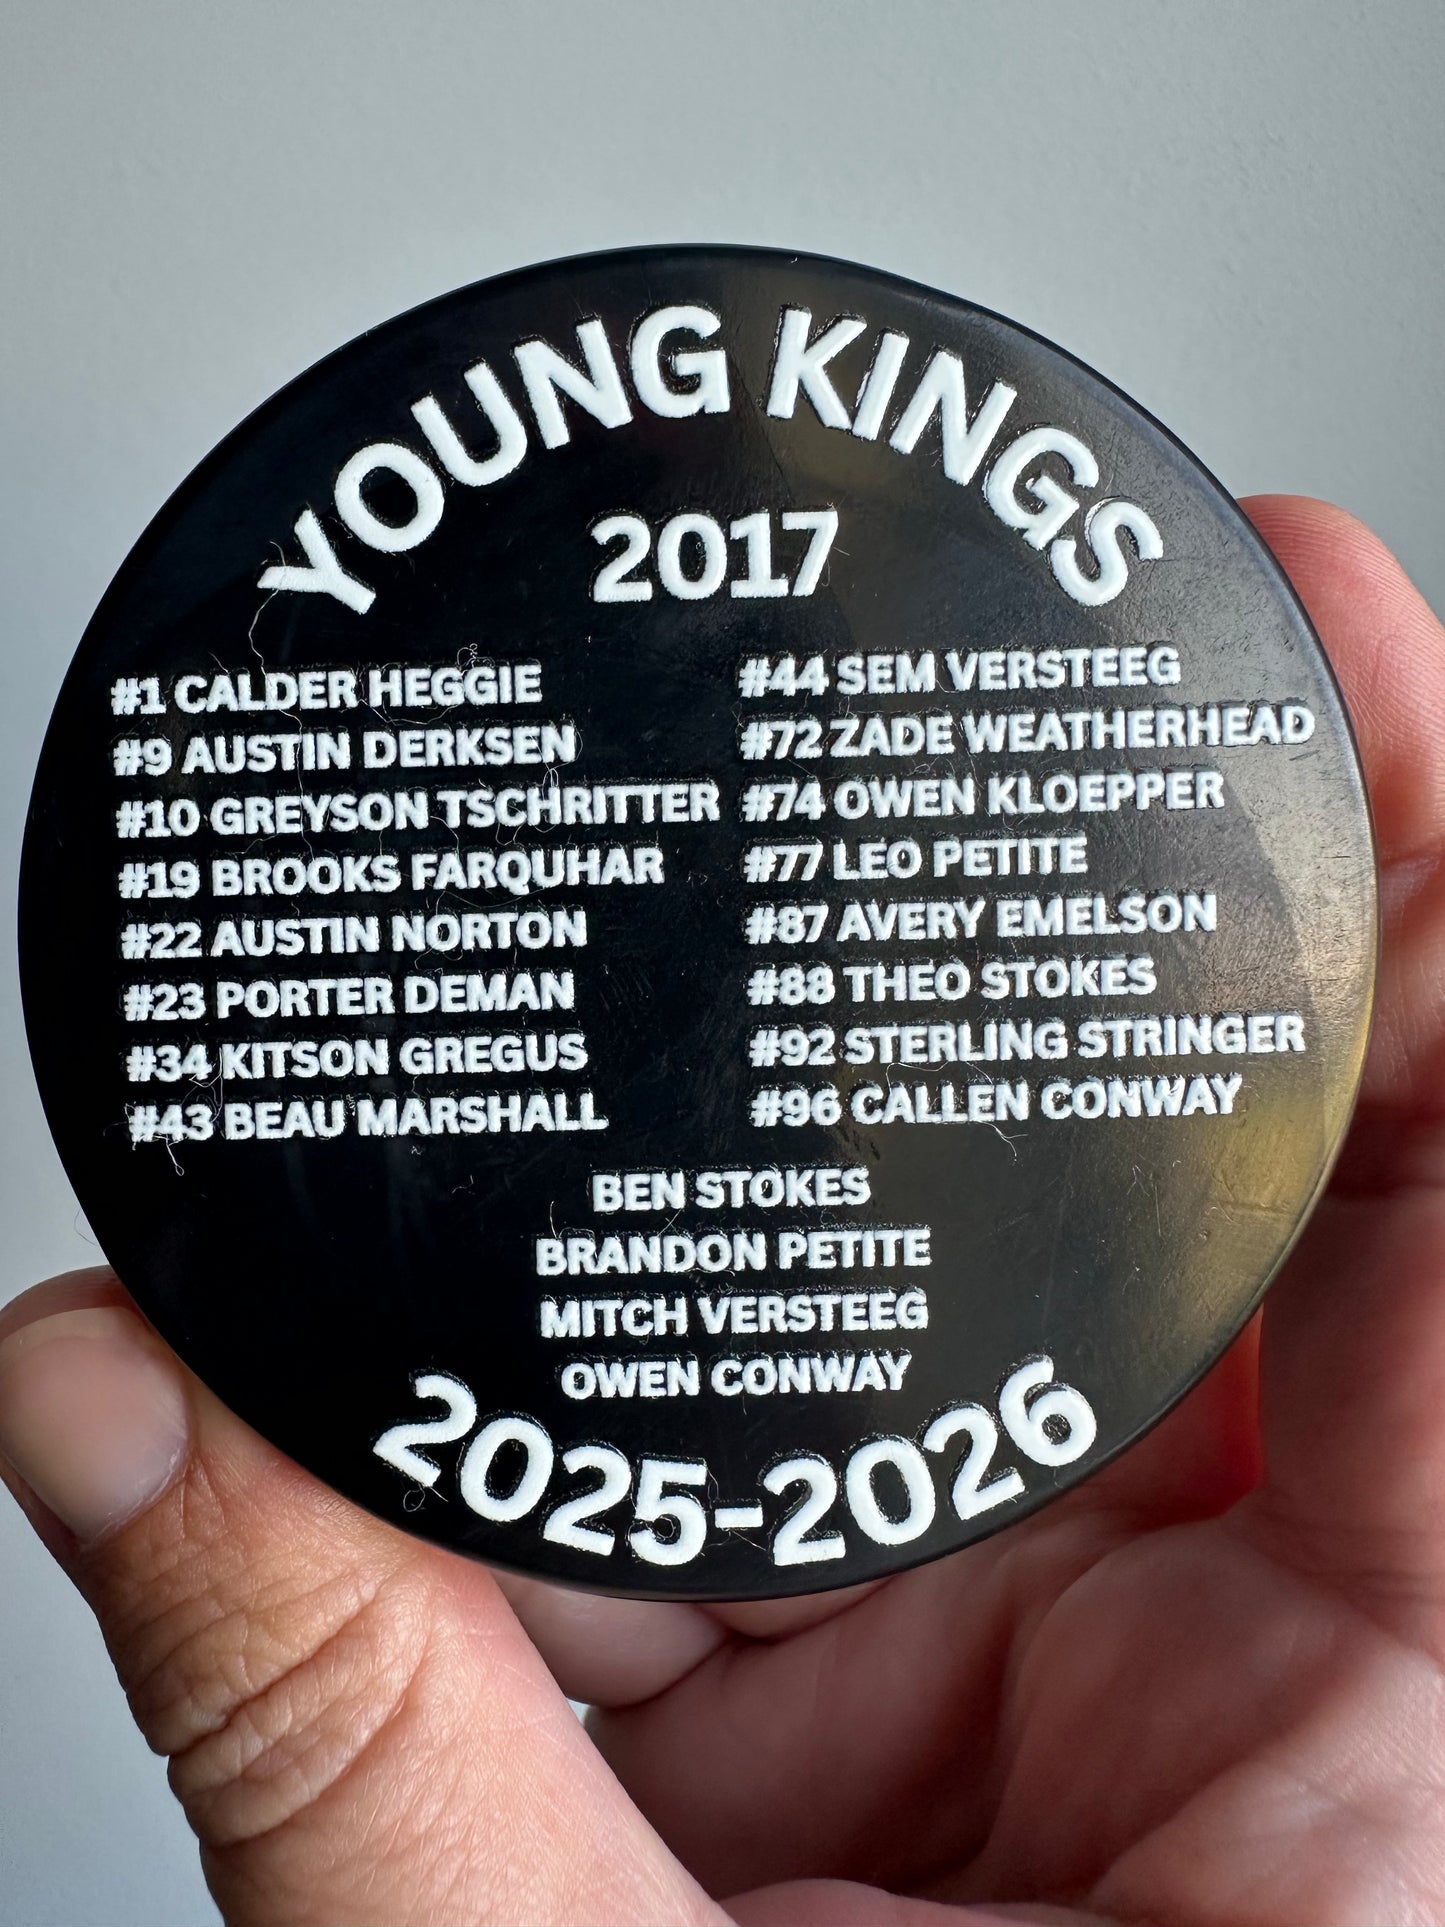 YOUNG KINGS
2017
#1 CALDER HEGGIE
#9 AUSTIN DERKSEN
#10 GREYSON TSCHRITTER
#19 BROOKS FARQUHAR
#22 AUSTIN NORTON
#23 PORTER DEMAN
#34 KITSON GREGUS
#43 BEAU MARSHALL
#44 SEM VERSTEEG
#72 ZADE WEATHERHEAD
#74 OWEN KLOEPPER
#77 LEO PETITE
#87 AVERY EMELSON
#88 THEO STOKES
#92 STERLING STRINGER
#96 CALLEN CONWAY
BEN STOKES
BRANDON PETITE
MITCH VERSTEEG
OWEN CONWAY
2025-2026